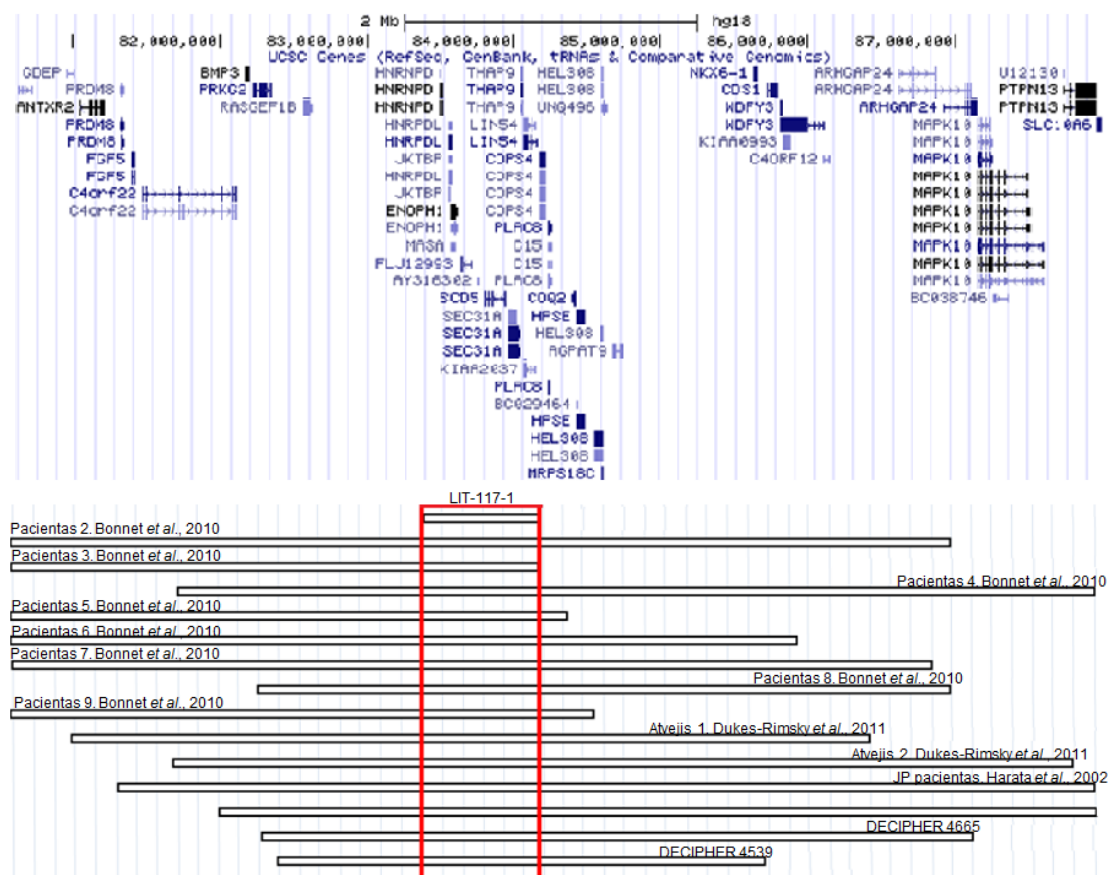 2 Mb hg18
82,000,000 83,000,000 84,000,000 85,000,000 86,000,000 87,000,000
UCSC Genes (RefSeq, GenBank, tRNAs & Comparative Genomics)
GDEP BMP3 HNRNPD THAP9 HEL308 NKX6-1 ARHGAP24 U12130
PRDM8 PRKG2 HNRNPD THAP9 HEL308 CDS1 ARHGAP24 PTPN13
ANTXR2 RASGEF1B HNRNPD THAP9 UNQ496 WDFY3 ARHGAP24 PTPN13
PRDM8 HNRPDL LIN54 WDFY3 MAPK10 SLC10A6
PRDM8 HNRPDL LIN54 KIAA0993 MAPK10
FGF5 JKTBP COPS4 C4ORF12 MAPK10
FGF5 HNRPDL COPS4 MAPK10
C4orf22 JKTBP COPS4 MAPK10
C4orf22 ENOPH1 COPS4 MAPK10
ENOPH1 PLAC8 MAPK10
MASA C15 MAPK10
FLJ12993 C15 MAPK10
AY318302 PLAC8 MAPK10
SCD5 COQ2 BC038746
SEC31A HPSE
SEC31A HEL308
SEC31A AGPAT9
KIAA2037
PLAC8
BC029464
HPSE
HEL308
HEL308
MRPS18C
LIT-117-1
Pacientas 2. Bonnet et al., 2010
Pacientas 3. Bonnet et al., 2010
Pacientas 4. Bonnet et al., 2010
Pacientas 5. Bonnet et al., 2010
Pacientas 6. Bonnet et al., 2010
Pacientas 7. Bonnet et al., 2010
Pacientas 8. Bonnet et al., 2010
Pacientas 9. Bonnet et al., 2010
Atvejis 1. Dukes-Rimsky et al., 2011
Atvejis 2. Dukes-Rimsky et al., 2011
JP pacientas. Harata et al., 2002
DECIPHER 4665
DECIPHER 4539